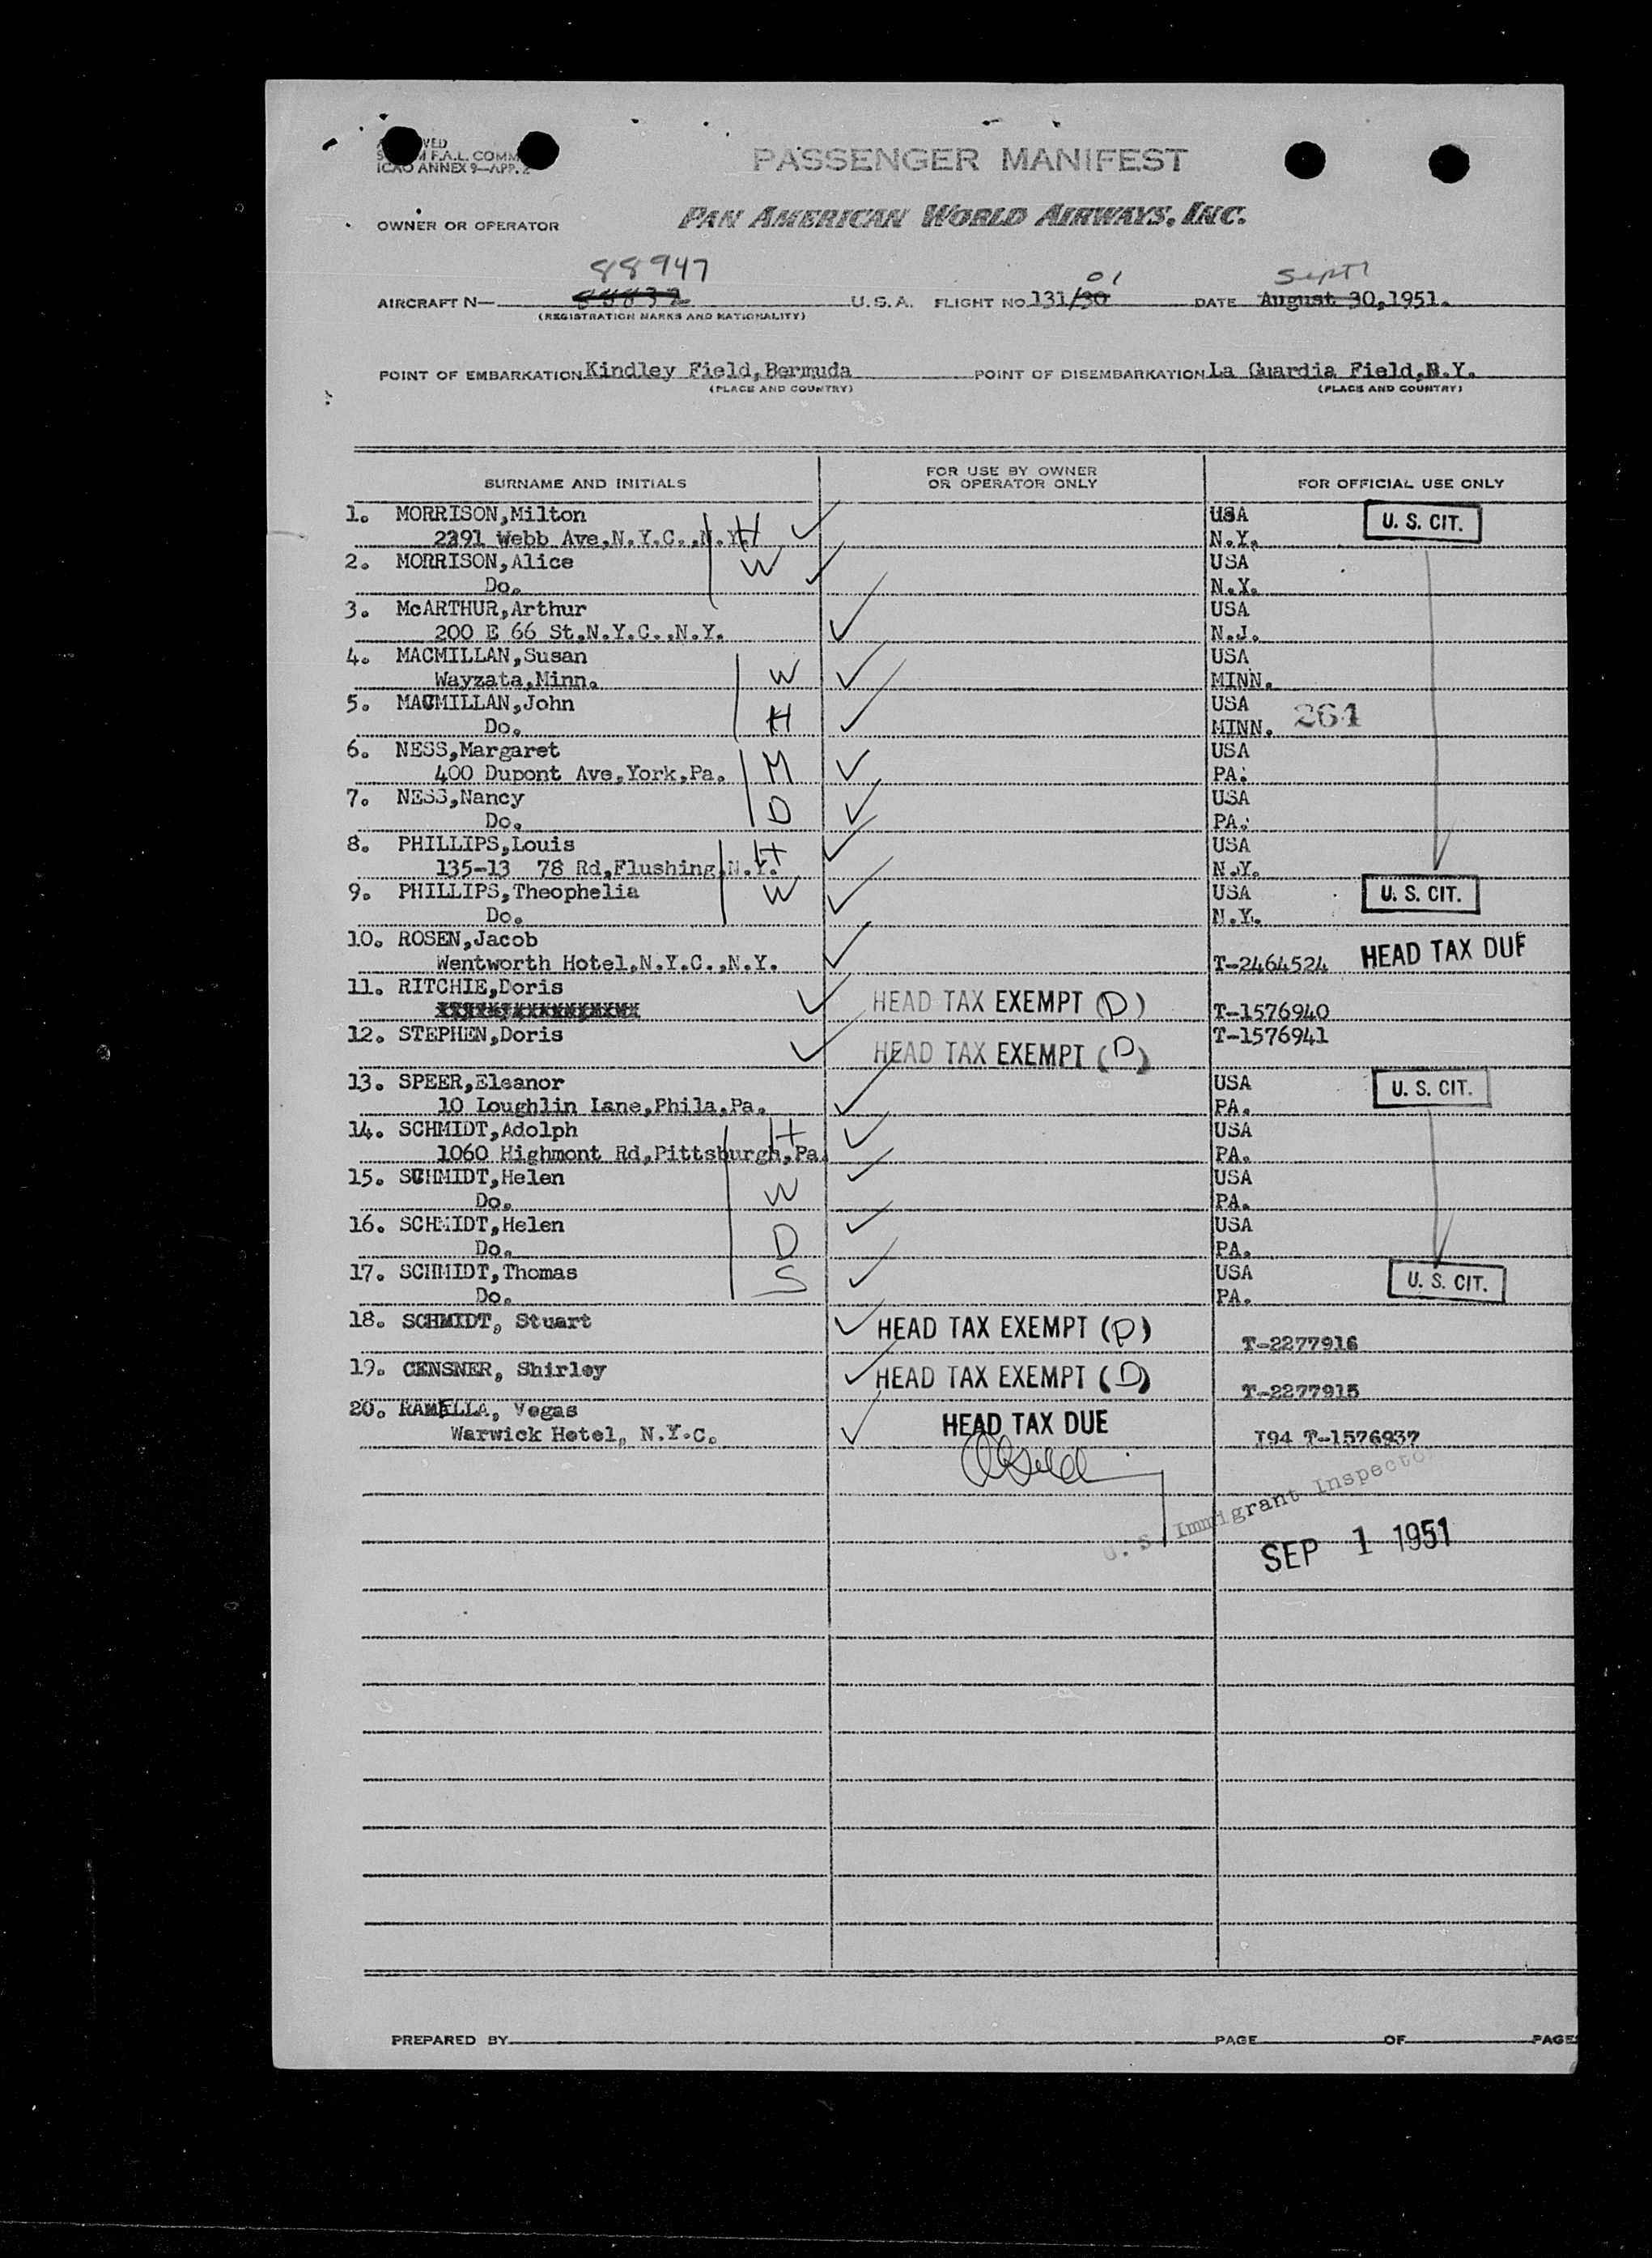 PASSENGER MANIFEST
F.A.L. COMM
ICAO ANNEX 9—APP. 2
OWNER OR OPERATOR PAN AMERICAN WORLD AIRWAYS, INC.
88947 01 Sept 1
AIRCRAFT N— U.S.A. FLIGHT NO. 131/30 DATE August 30, 1951.
(REGISTRATION MARKS AND NATIONALITY)
POINT OF EMBARKATION Kindley Field, Bermuda POINT OF DISEMBARKATION La Guardia Field, N.Y.
(PLACE AND COUNTRY) (PLACE AND COUNTRY)
SURNAME AND INITIALS FOR USE BY OWNER OR OPERATOR ONLY FOR OFFICIAL USE ONLY
1. MORRISON, Milton USA U. S. CIT.
2291 Webb Ave, N.Y.C., N.Y. H N.Y.
2. MORRISON, Alice W USA
Do. N.Y.
3. McARTHUR, Arthur USA
200 E 66 St. N.Y.C., N.Y. N.J.
4. MACMILLAN, Susan USA
Wayzata, Minn. W MINN.
5. MACMILLAN, John USA
Do. H MINN. 264
6. NESS, Margaret USA
400 Dupont Ave, York, Pa. M PA.
7. NESS, Nancy USA
Do. D PA.
8. PHILLIPS, Louis H USA
135-13 78 Rd, Flushing, N.Y. N.Y.
9. PHILLIPS, Theophelia W USA U. S. CIT.
Do. N.Y.
10. ROSEN, Jacob HEAD TAX DUE
Wentworth Hotel, N.Y.C., N.Y. T-2464524
11. RITCHIE, Doris HEAD TAX EXEMPT (D)
T-1576940
12. STEPHEN, Doris T-1576941
HEAD TAX EXEMPT (D)
13. SPEER, Eleanor USA U. S. CIT.
10 Loughlin Lane, Phila, Pa. PA.
14. SCHMIDT, Adolph H USA
1060 Highmont Rd, Pittsburgh, Pa. PA.
15. SCHMIDT, Helen USA
Do. W PA.
16. SCHMIDT, Helen USA
Do. D PA.
17. SCHMIDT, Thomas S USA U. S. CIT.
Do. PA.
18. SCHMIDT, Stuart HEAD TAX EXEMPT (D)
T-2277916
19. CENSNER, Shirley HEAD TAX EXEMPT (D)
T-2277915
20. RAMELLA, Vegas HEAD TAX DUE
Warwick Hotel, N.Y.C. I94 T-1576937
U. S. Immigrant Inspector
SEP 1 1951
PREPARED BY PAGE OF PAGES